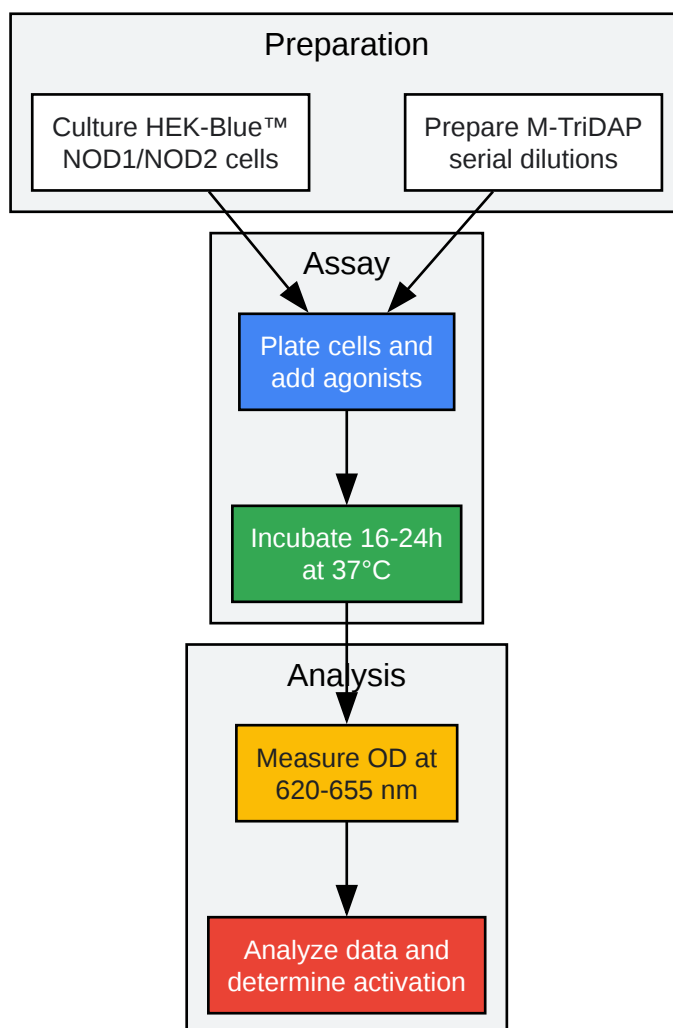 Preparation
Culture HEK-Blue™
NOD1/NOD2 cells
Prepare M-TriDAP
serial dilutions
Assay
Plate cells and
add agonists
Incubate 16-24h
at 37°C
Analysis
Measure OD at
620-655 nm
Analyze data and
determine activation